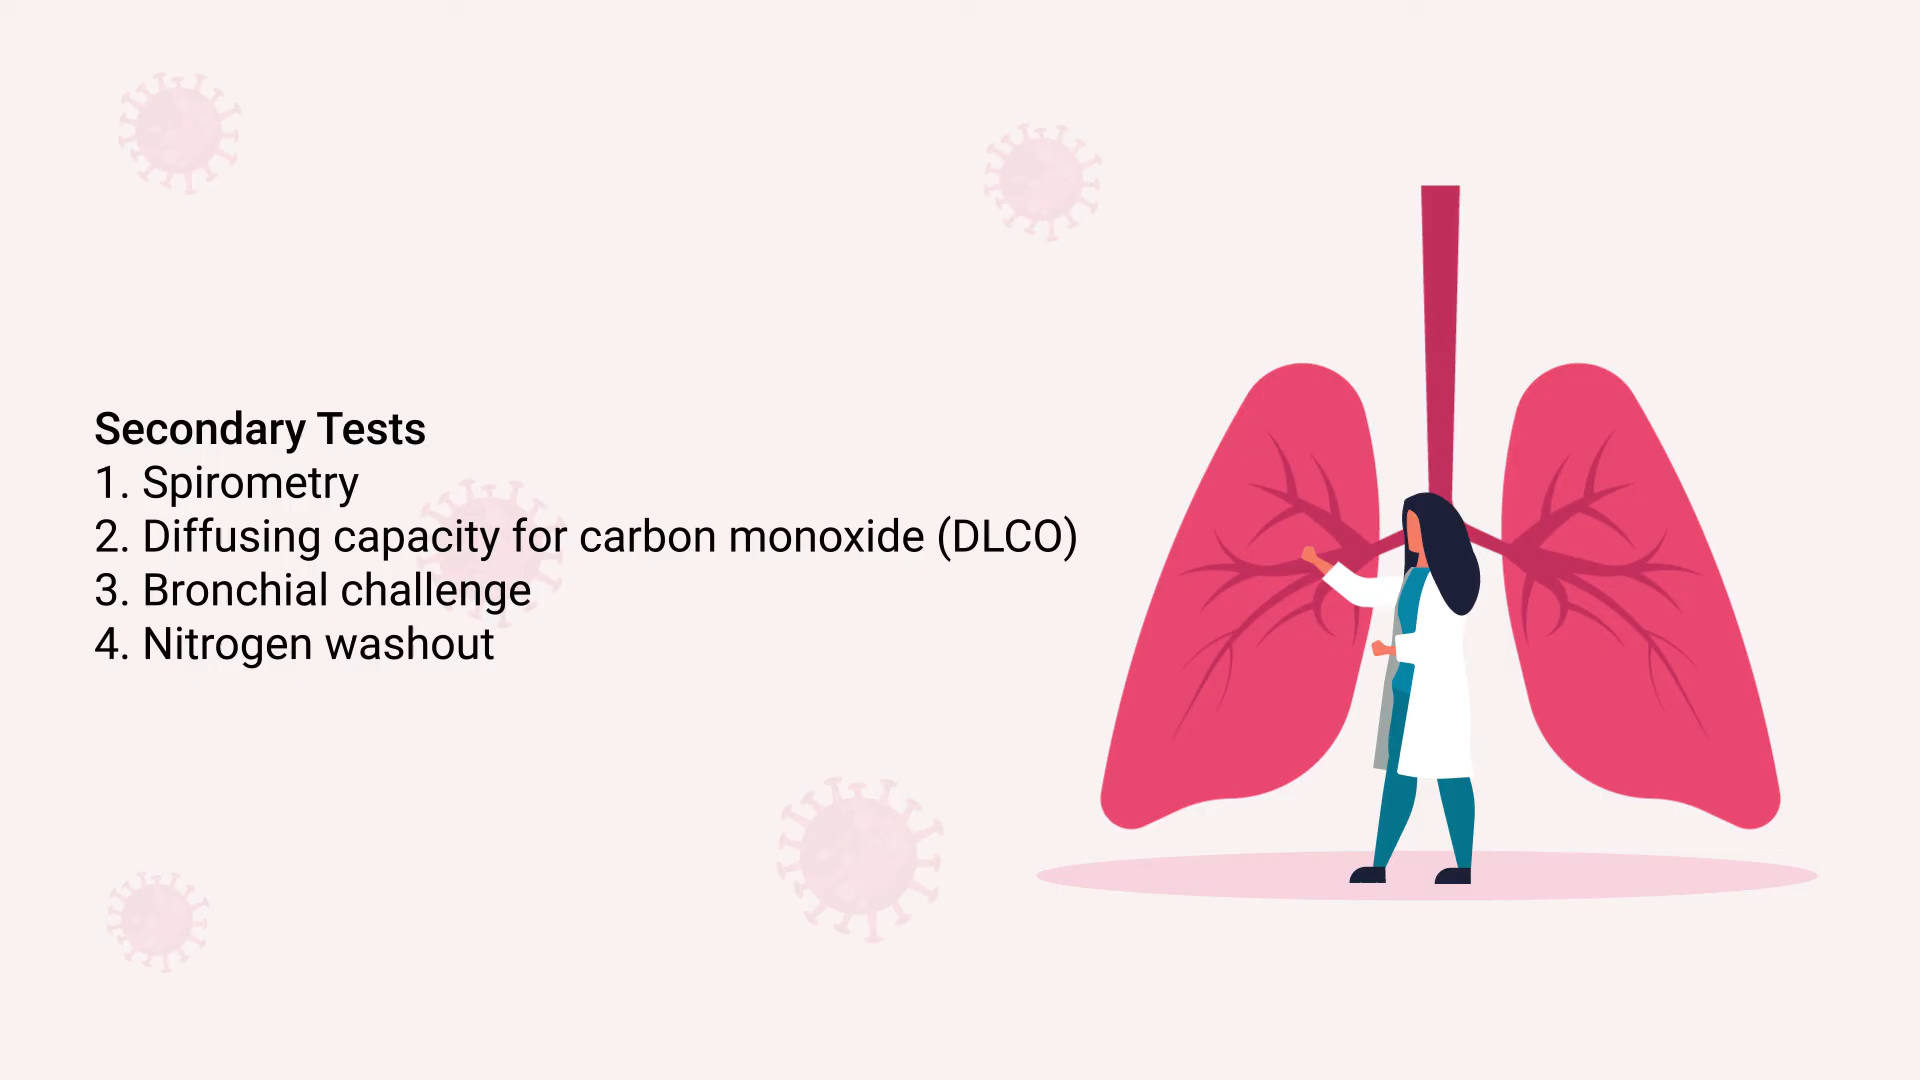 Secondary Tests
1. Spirometry
2. Diffusing capacity for carbon monoxide (DLCO)
3. Bronchial challenge
4. Nitrogen washout